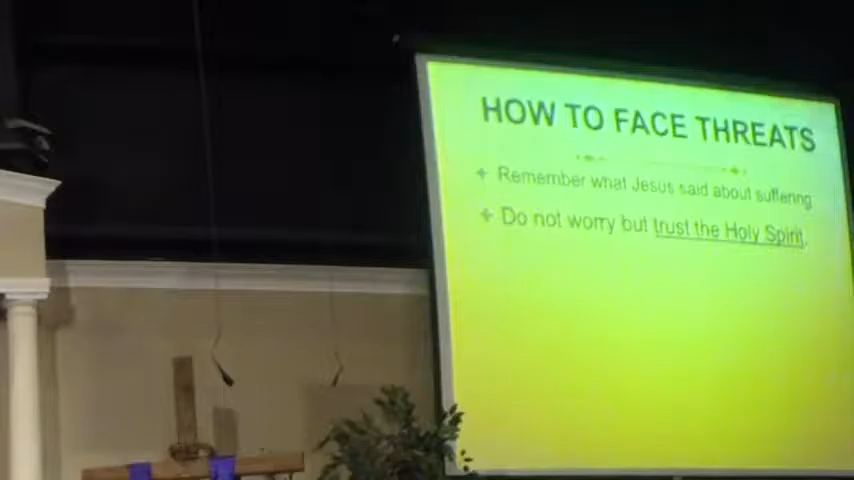 HOW TO FACE THREATS
Remember what Jesus said about suffering
Do not worry but trust the Holy Spirit.